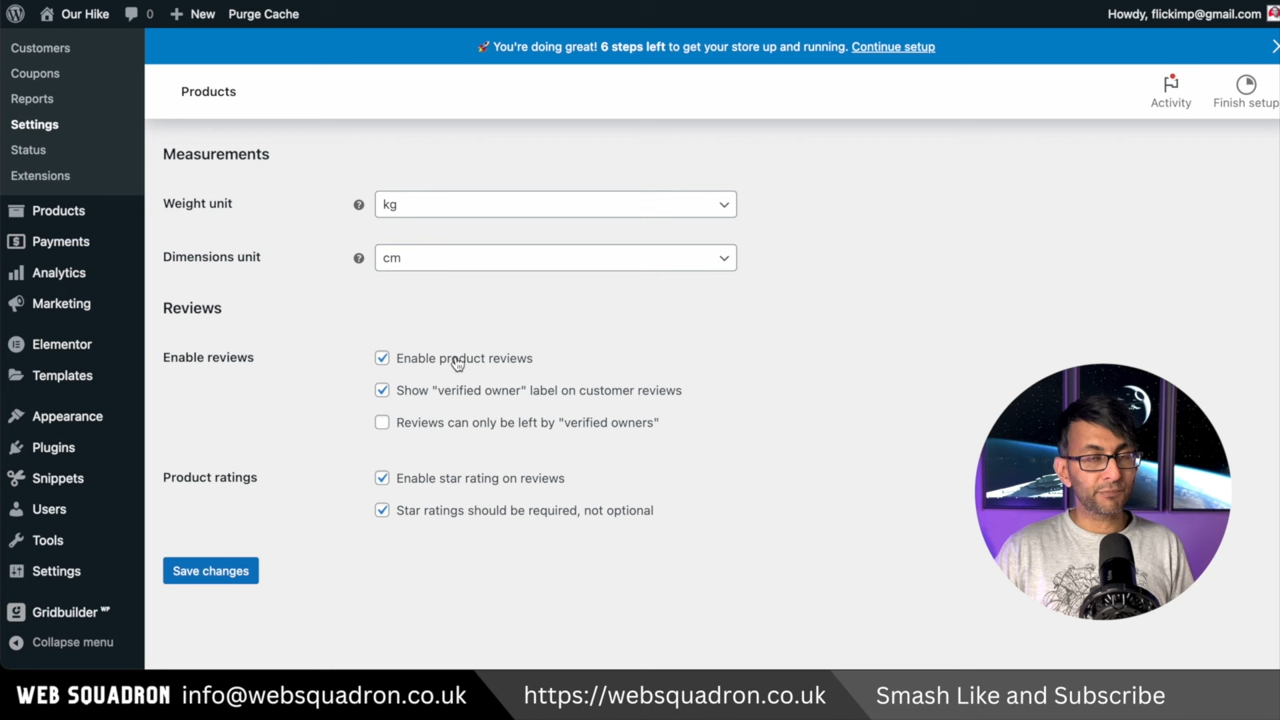 Our Hike 0 New Purge Cache Howdy, flickimp@gmail.com
Customers
Coupons
Reports
Settings
Status
Extensions
Products
Payments
Analytics
Marketing
Elementor
Templates
Appearance
Plugins
Snippets
Users
Tools
Settings
Gridbuilder WP
Collapse menu
🚀 You're doing great! 6 steps left to get your store up and running. Continue setup
Products
Activity
Finish setup
Measurements
Weight unit
kg
Dimensions unit
cm
Reviews
Enable reviews
Enable product reviews
Show "verified owner" label on customer reviews
Reviews can only be left by "verified owners"
Product ratings
Enable star rating on reviews
Star ratings should be required, not optional
Save changes
WEB SQUADRON info@websquadron.co.uk https://websquadron.co.uk Smash Like and Subscribe